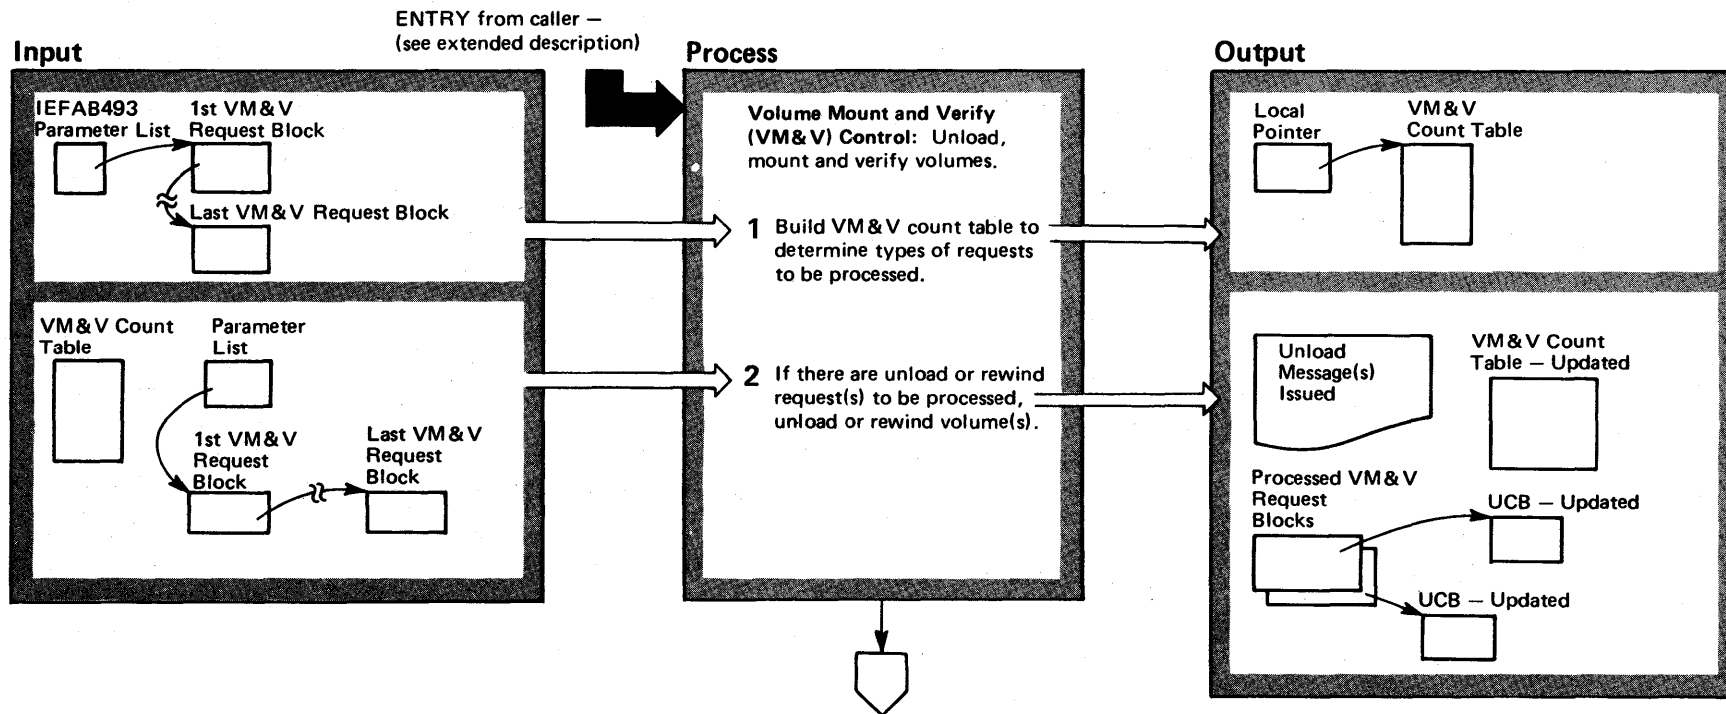 ENTRY from caller —
(see extended description)
Input
IEFAB493
Parameter List
1st VM&V
Request Block
Last VM&V Request Block
VM&V Count
Table
Parameter
List
1st VM&V
Request
Block
Last VM&V
Request
Block
Process
Volume Mount and Verify
(VM&V) Control: Unload,
mount and verify volumes.
1 Build VM&V count table to
determine types of requests
to be processed.
2 If there are unload or rewind
request(s) to be processed,
unload or rewind volume(s).
Output
Local
Pointer
VM&V
Count Table
Unload
Message(s)
Issued
VM&V Count
Table — Updated
Processed VM&V
Request
Blocks
UCB — Updated
UCB — Updated